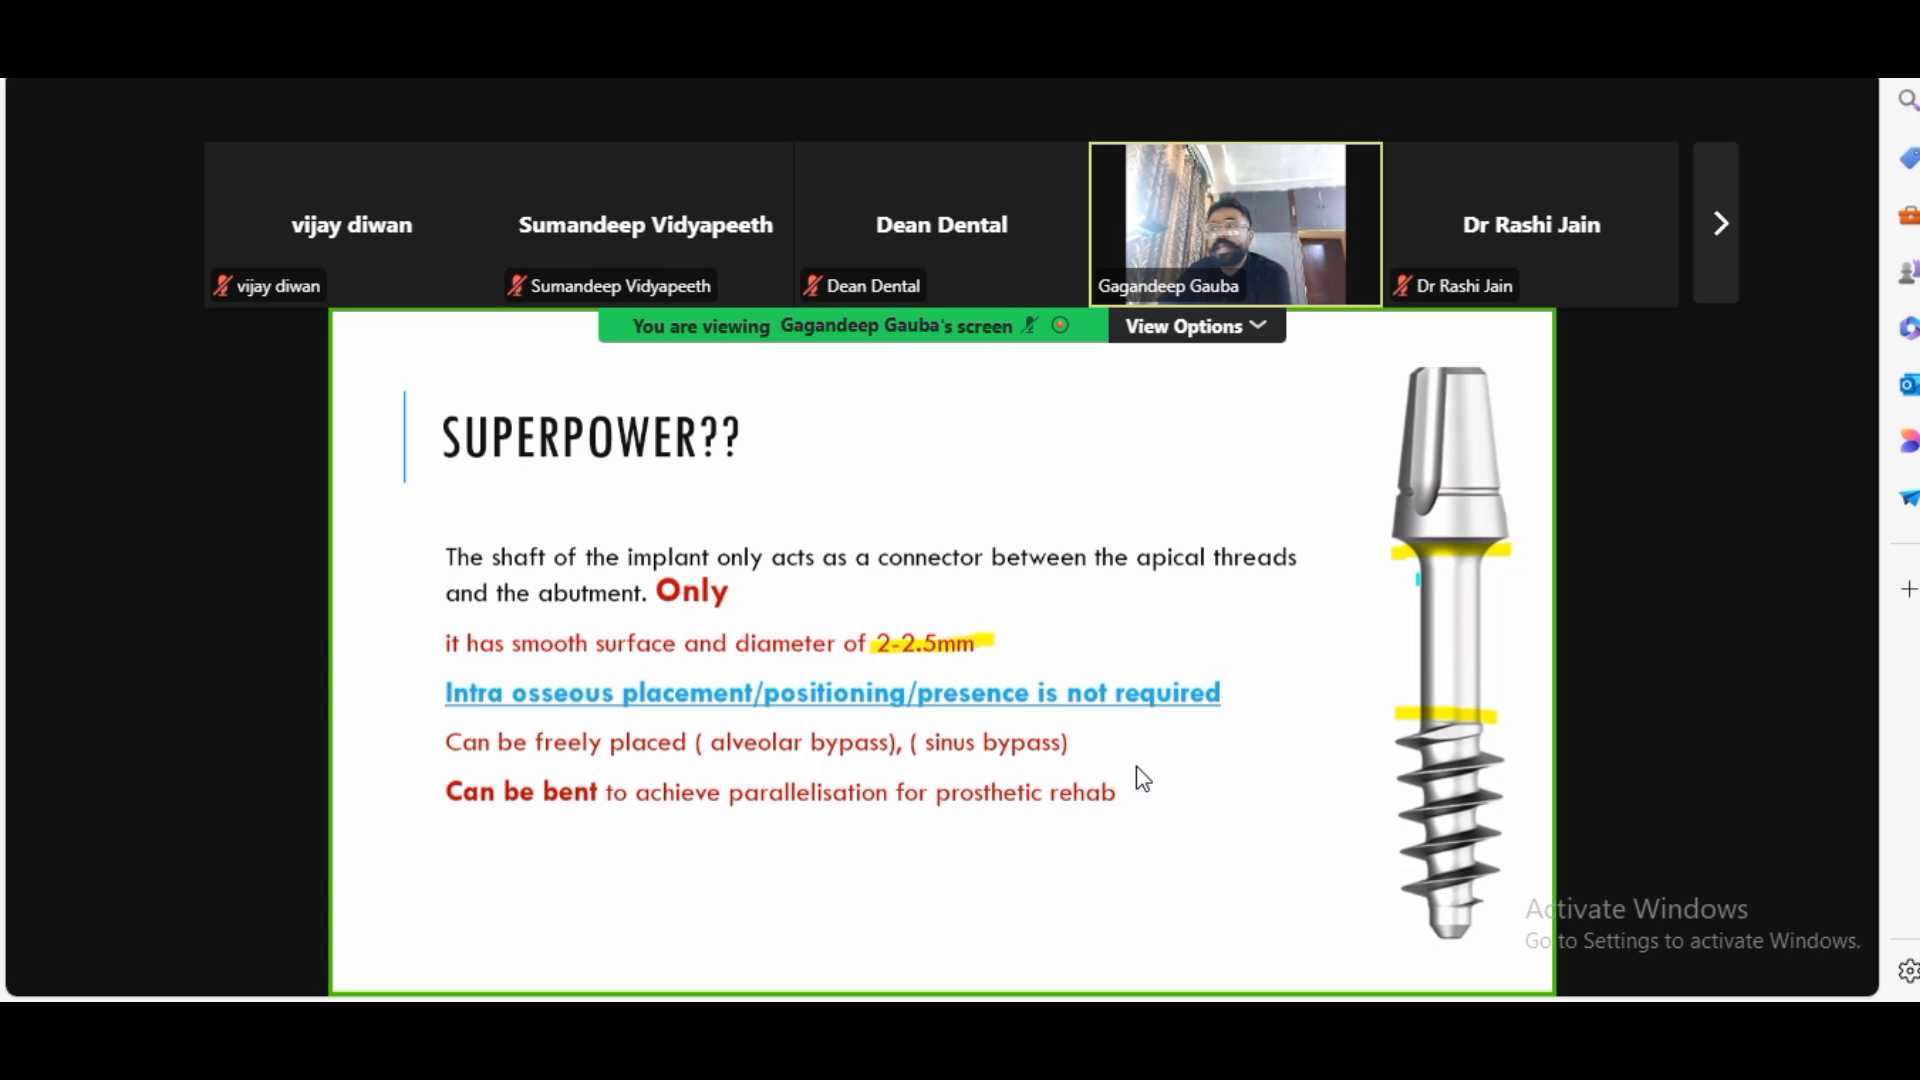 vijay diwan
Sumandeep Vidyapeeth
Dean Dental
Dr Rashi Jain
vijay diwan
Sumandeep Vidyapeeth
Dean Dental
Gagandeep Gauba
Dr Rashi Jain
You are viewing Gagandeep Gauba's screen
View Options
SUPERPOWER??
The shaft of the implant only acts as a connector between the apical threads
and the abutment. Only
it has smooth surface and diameter of 2-2.5mm
Intra osseous placement/positioning/presence is not required
Can be freely placed ( alveolar bypass), ( sinus bypass)
Can be bent to achieve parallelisation for prosthetic rehab
Activate Windows
Go to Settings to activate Windows.